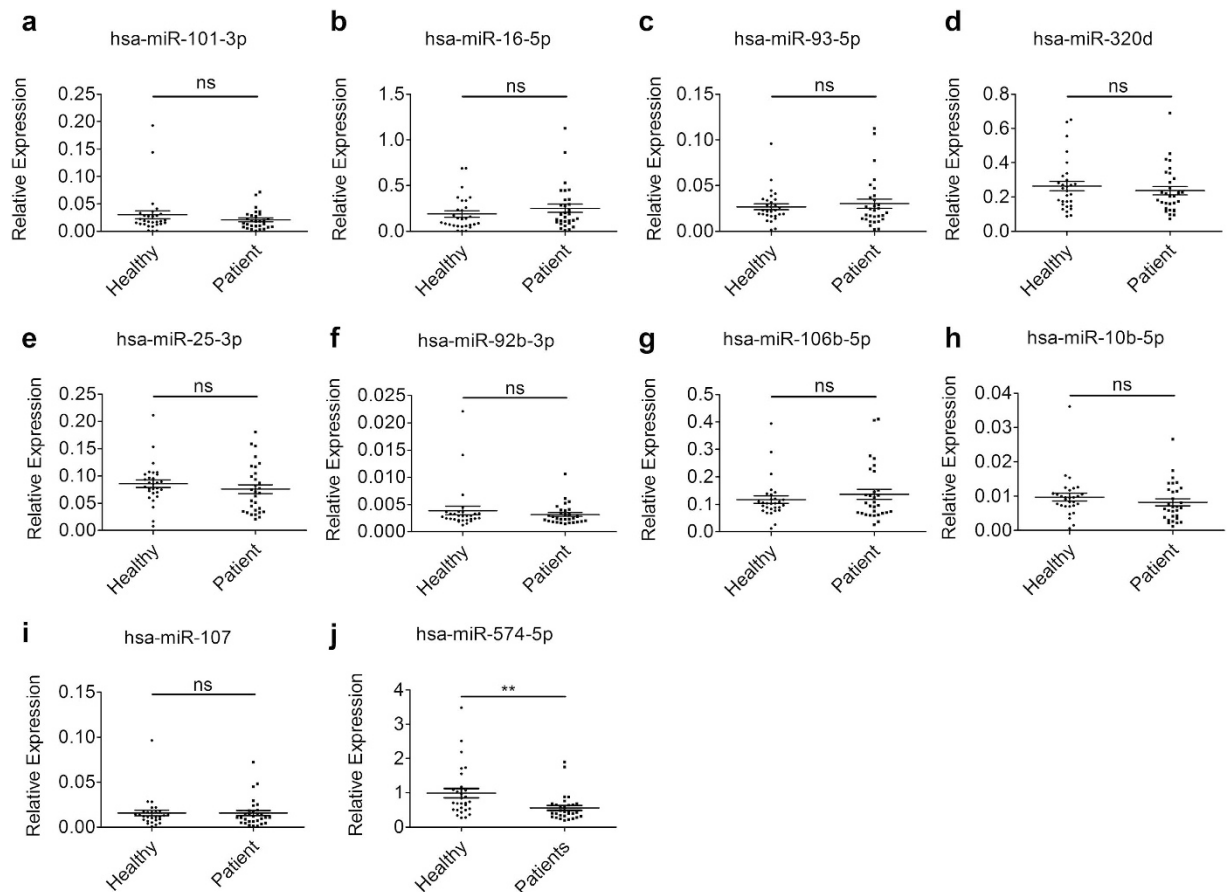 a
hsa-miR-101-3p
ns
Relative Expression
0.25
0.20
0.15
0.10
0.05
0.00
Healthy
Patient
b
hsa-miR-16-5p
ns
Relative Expression
1.5
1.0
0.5
0.0
Healthy
Patient
c
hsa-miR-93-5p
ns
Relative Expression
0.15
0.10
0.05
0.00
Healthy
Patient
d
hsa-miR-320d
ns
Relative Expression
0.8
0.6
0.4
0.2
0.0
Healthy
Patient
e
hsa-miR-25-3p
ns
Relative Expression
0.25
0.20
0.15
0.10
0.05
0.00
Healthy
Patient
f
hsa-miR-92b-3p
ns
Relative Expression
0.025
0.020
0.015
0.010
0.005
0.000
Healthy
Patient
g
hsa-miR-106b-5p
ns
Relative Expression
0.5
0.4
0.3
0.2
0.1
0.0
Healthy
Patient
h
hsa-miR-10b-5p
ns
Relative Expression
0.04
0.03
0.02
0.01
0.00
Healthy
Patient
i
hsa-miR-107
ns
Relative Expression
0.15
0.10
0.05
0.00
Healthy
Patient
j
hsa-miR-574-5p
**
Relative Expression
4
3
2
1
0
Healthy
Patients